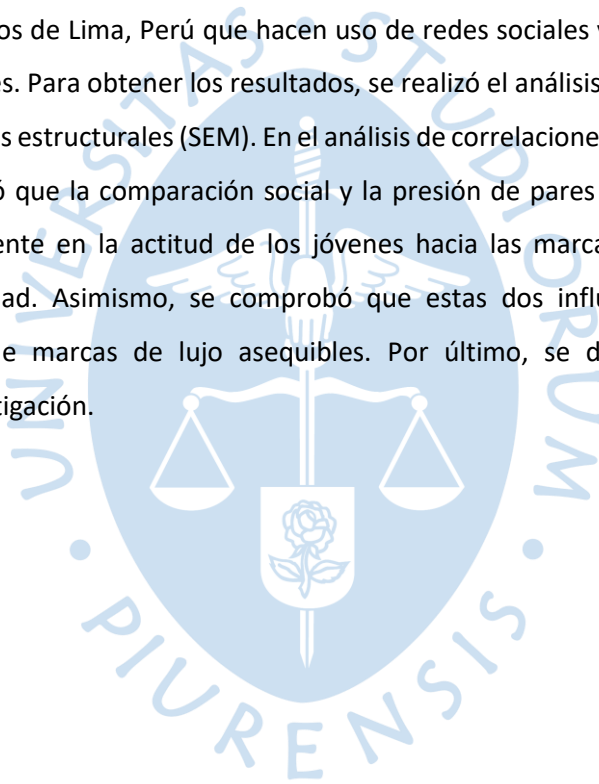 os de Lima, Perú que hacen uso de redes sociales
es. Para obtener los resultados, se realizó el análisis
s estructurales (SEM). En el análisis de correlacione
ó que la comparación social y la presión de pares
ente en la actitud de los jóvenes hacia las marca
ad. Asimismo, se comprobó que estas dos influ
e marcas de lujo asequibles. Por último, se d
tigación.
UNIVERSITAS STUDIORUM
PIURENSIS